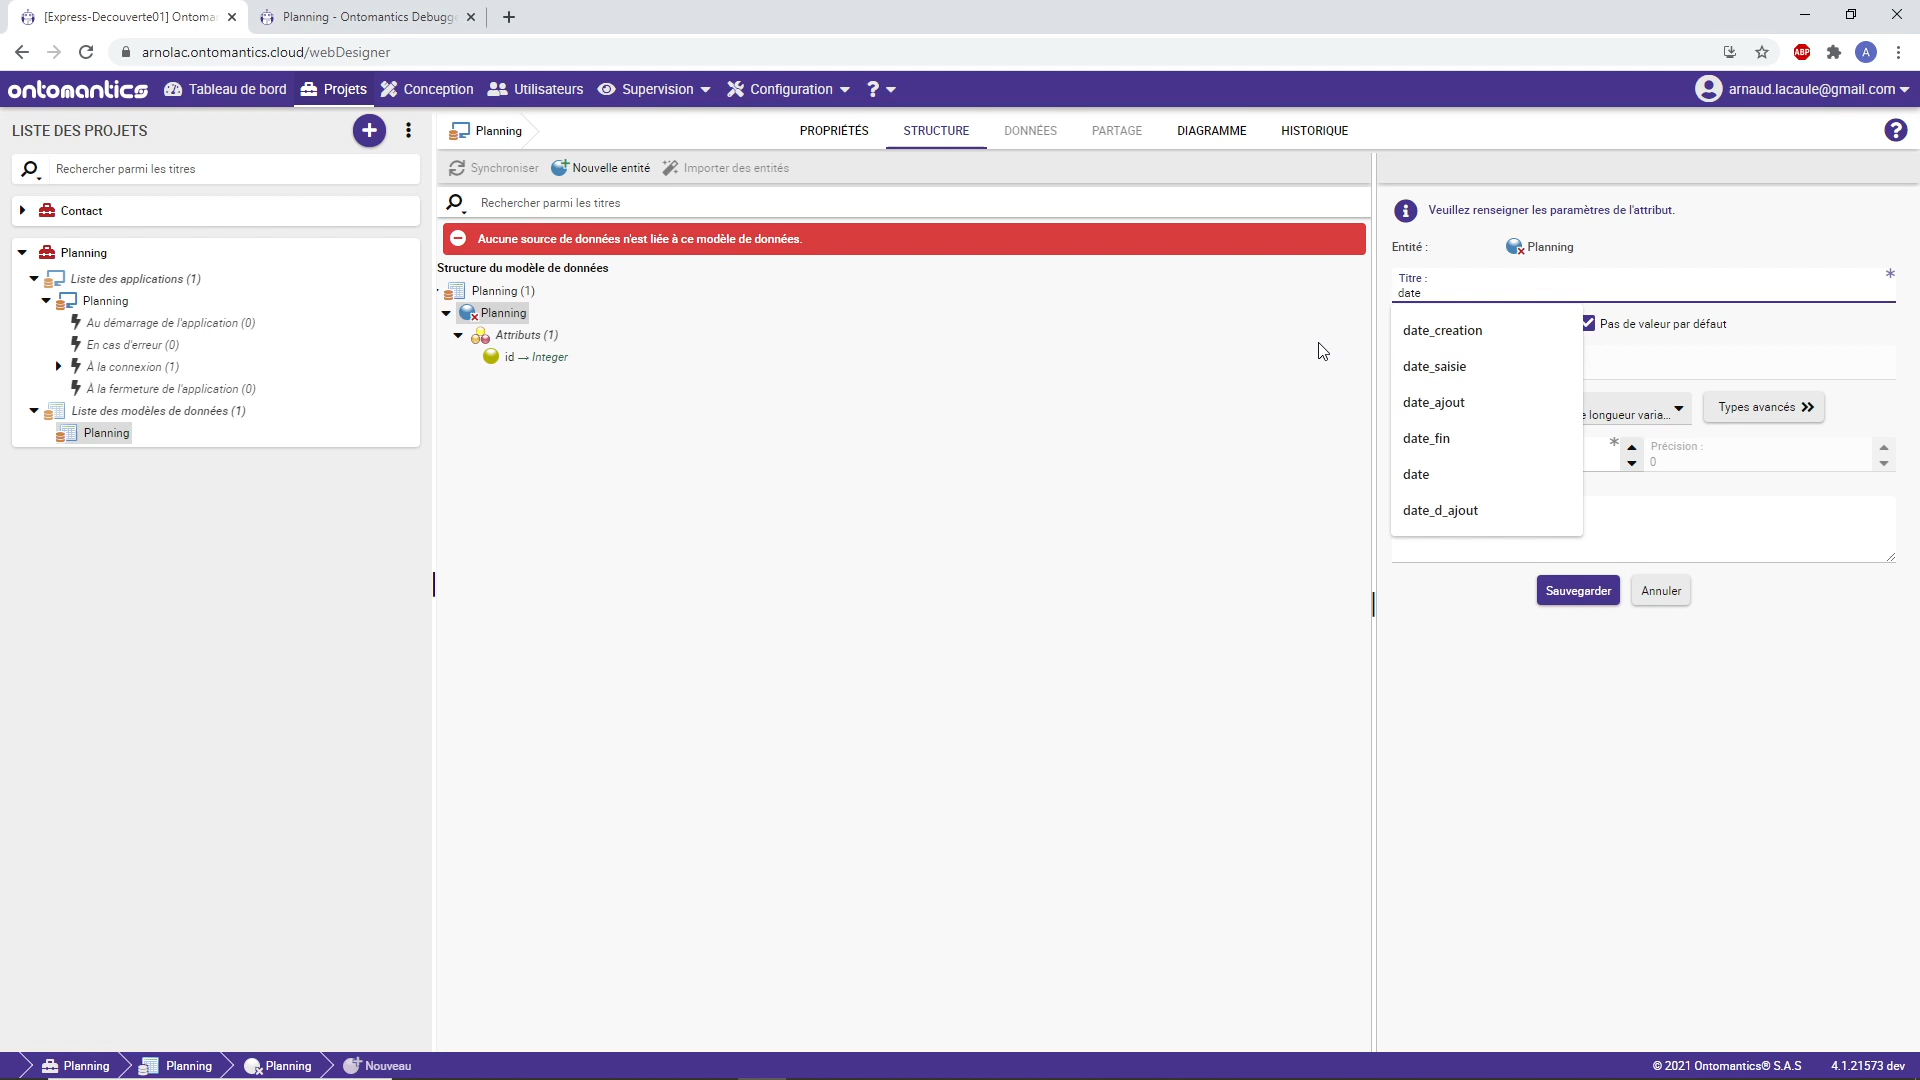 [Express-Decouverte01] Ontoma
Planning - Ontomantics Debugg
arnolac.ontomantics.cloud/webDesigner
ABP
A
ontomantics
Tableau de bord
Projets
Conception
Utilisateurs
Supervision
Configuration
?
arnaud.lacaule@gmail.com
LISTE DES PROJETS
Planning
PROPRIÉTÉS
STRUCTURE
DONNÉES
PARTAGE
DIAGRAMME
HISTORIQUE
?
Rechercher parmi les titres
Synchroniser
Nouvelle entité
Importer des entités
Rechercher parmi les titres
Contact
Planning
Liste des applications (1)
Planning
Au démarrage de l'application (0)
En cas d'erreur (0)
À la connexion (1)
À la fermeture de l'application (0)
Liste des modèles de données (1)
Planning
Aucune source de données n'est liée à ce modèle de données.
Structure du modèle de données
Planning (1)
Planning
Attributs (1)
id → Integer
Veuillez renseigner les paramètres de l'attribut.
Entité :
Planning
Titre :
*
date
date_creation
date_saisie
date_ajout
date_fin
date
date_d_ajout
Pas de valeur par défaut
longueur varia...
Types avancés
*
Précision :
0
Sauvegarder
Annuler
Planning
Planning
Planning
Nouveau
© 2021 Ontomantics® S.A.S
4.1.21573 dev